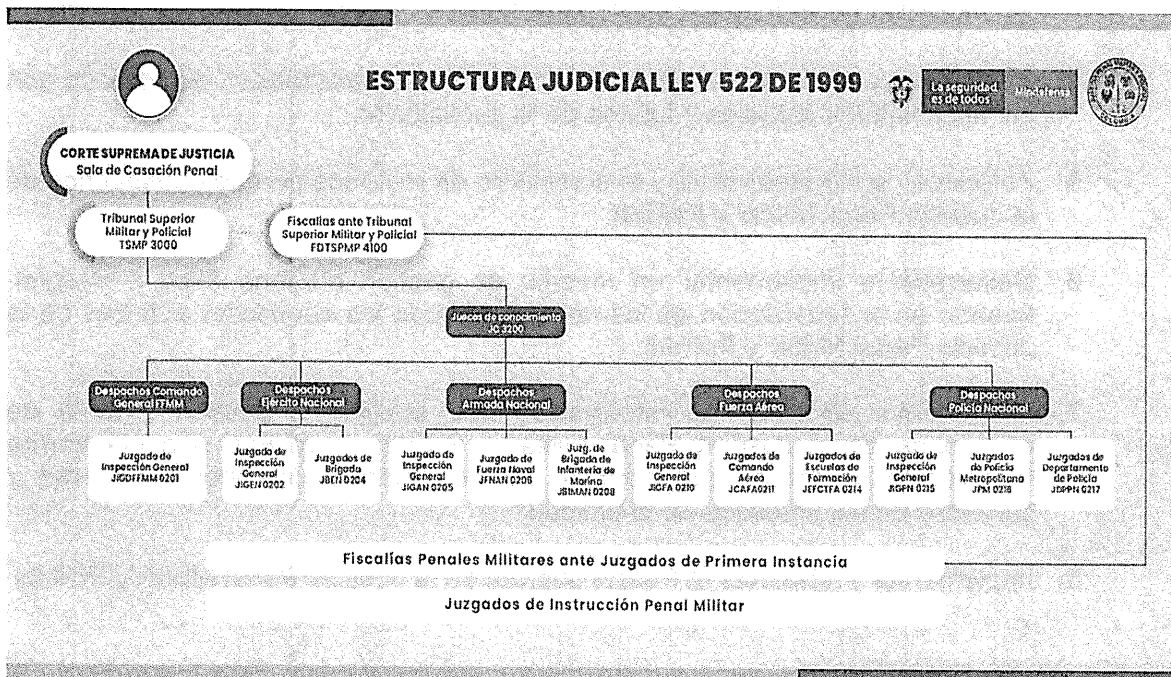 ESTRUCTURA JUDICIAL LEY 522 DE 1999
La seguridad
es de todos
Mindefensa
COLOMBIA
CORTE SUPREMA DE JUSTICIA
Sala de Casación Penal
Tribunal Superior
Militar y Policial
TSMP 3000
Fiscalías ante Tribunal
Superior Militar y Policial
FDTSPMP 4100
Jueces de conocimiento
JC 3200
Despachos Comando
General FFMM
Despachos
Ejército Nacional
Despachos
Armada Nacional
Despachos
Fuerza Aérea
Despachos
Policía Nacional
Juzgado de
Inspección General
JIGDFFMM 0201
Juzgado de
Inspección
General
JIGEN 0202
Juzgados de
Brigada
JBEN 0204
Juzgado de
Inspección
General
JIGAN 0205
Juzgado de
Fuerza Naval
JFNAN 0206
Juzg. de
Brigada de
Infantería de
Marina
JBIMAN 0208
Juzgado de
Inspección
General
JIGFA 0210
Juzgados de
Comando
Aéreo
JCAFA0211
Juzgados de
Escuelas de
Formación
JEFCTFA 0214
Juzgado de
Inspección
General
JIGPN 0215
Juzgados
de Policía
Metropolitana
JPM 0216
Juzgados de
Departamento
de Policía
JDPPN 0217
Fiscalías Penales Militares ante Juzgados de Primera Instancia
Juzgados de Instrucción Penal Militar